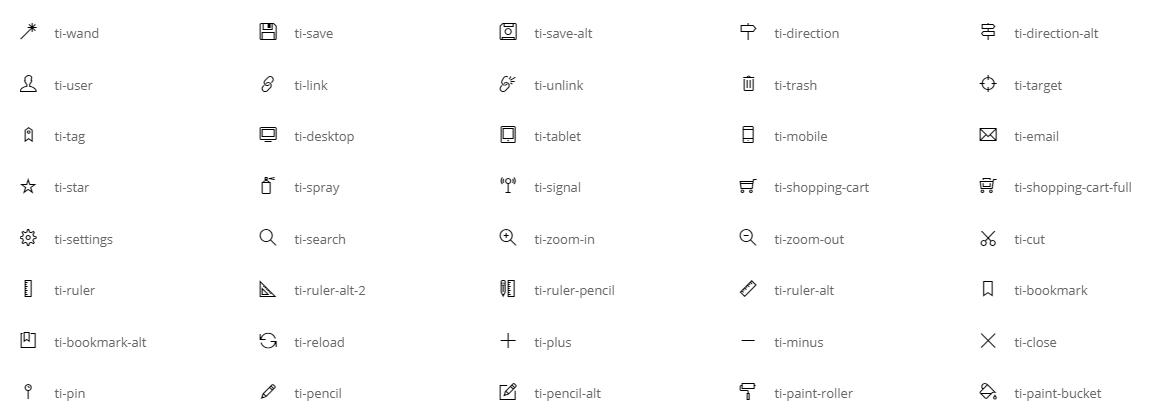 ti-wand ti-save ti-save-alt ti-direction ti-direction-alt
ti-user ti-link ti-unlink ti-trash ti-target
ti-tag ti-desktop ti-tablet ti-mobile ti-email
ti-star ti-spray ti-signal ti-shopping-cart ti-shopping-cart-full
ti-settings ti-search ti-zoom-in ti-zoom-out ti-cut
ti-ruler ti-ruler-alt-2 ti-ruler-pencil ti-ruler-alt ti-bookmark
ti-bookmark-alt ti-reload ti-plus ti-minus ti-close
ti-pin ti-pencil ti-pencil-alt ti-paint-roller ti-paint-bucket